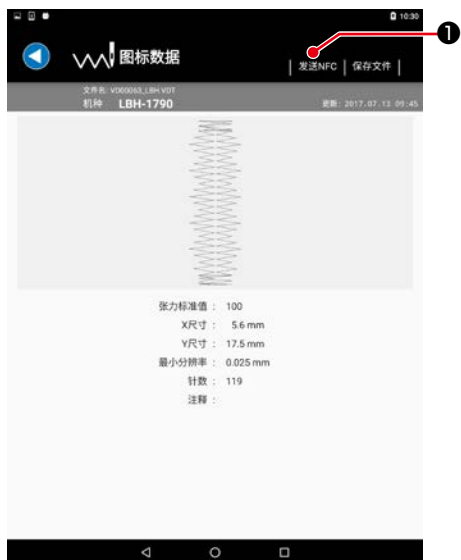 10:30
❶
图标数据
发送NFC | 保存文件 |
文件名: VD00063_LBH.VDT
机种 LBH-1790
更新: 2017.07.13 09:45
张力标准值 : 100
X尺寸 : 5.6 mm
Y尺寸 : 17.5 mm
最小分辨率 : 0.025 mm
针数 : 119
注释 :